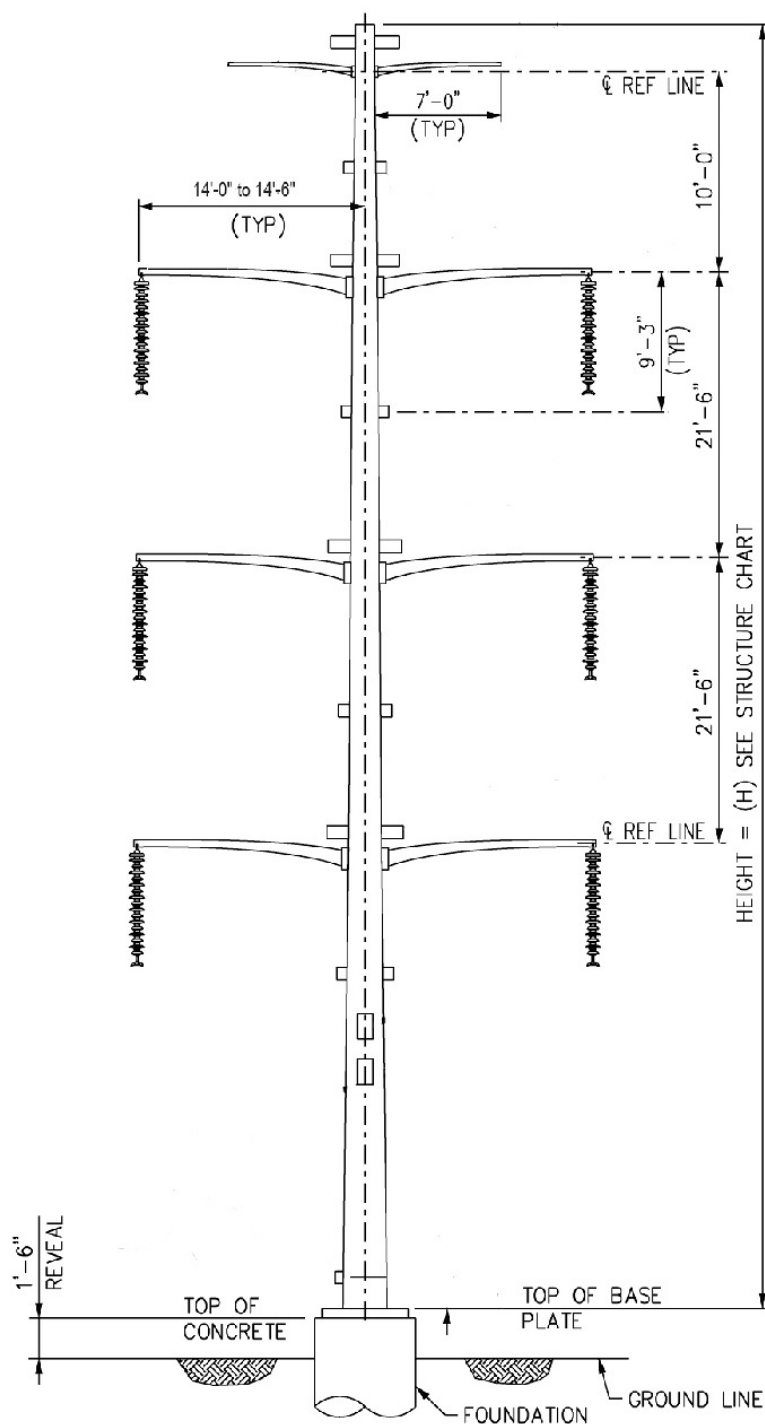 ℄ REF LINE
7'-0"
(TYP)
10'-0"
14'-0" to 14'-6"
(TYP)
9'-3"
(TYP)
21'-6"
21'-6"
℄ REF LINE
HEIGHT = (H) SEE STRUCTURE CHART
1'-6"
REVEAL
TOP OF
CONCRETE
TOP OF BASE
PLATE
GROUND LINE
FOUNDATION